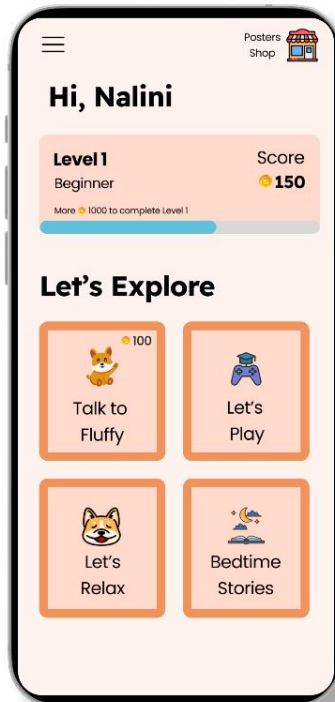 Posters
Shop
Hi, Nalini
Level 1
Score
Beginner
150
More 1000 to complete Level 1
Let's Explore
100
Talk to
Fluffy
Let's
Play
Let's
Relax
Bedtime
Stories